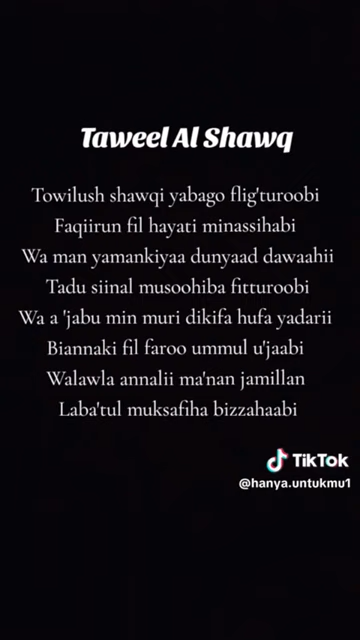 Taweel Al Shawq
Towilush shawqi yabago flig'turoobi
Faqiirun fil hayati minassihabi
Wa man yamankiyaa dunyaad dawaahii
Tadu siinal musoohiba fitturoobi
Wa a 'jabu min muri dikifa hufa yadarii
Biannaki fil faroo ummul u'jaabi
Walawla annalii ma'nan jamillan
Laba'tul muksafiha bizzahaabi
TikTok
@hanya.untukmu1